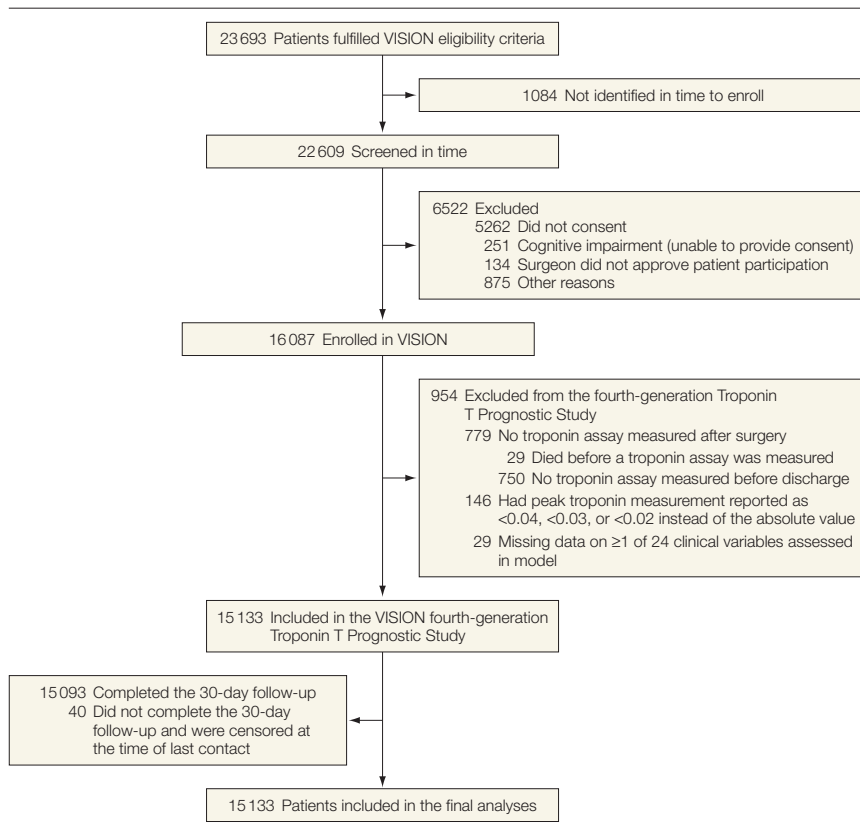 23 693 Patients fulfilled VISION eligibility criteria
1084 Not identified in time to enroll
22 609 Screened in time
6522 Excluded
5262 Did not consent
251 Cognitive impairment (unable to provide consent)
134 Surgeon did not approve patient participation
875 Other reasons
16 087 Enrolled in VISION
954 Excluded from the fourth-generation Troponin
T Prognostic Study
779 No troponin assay measured after surgery
29 Died before a troponin assay was measured
750 No troponin assay measured before discharge
146 Had peak troponin measurement reported as
<0.04, <0.03, or <0.02 instead of the absolute value
29 Missing data on ≥1 of 24 clinical variables assessed
in model
15 133 Included in the VISION fourth-generation
Troponin T Prognostic Study
15 093 Completed the 30-day follow-up
40 Did not complete the 30-day
follow-up and were censored at
the time of last contact
15 133 Patients included in the final analyses